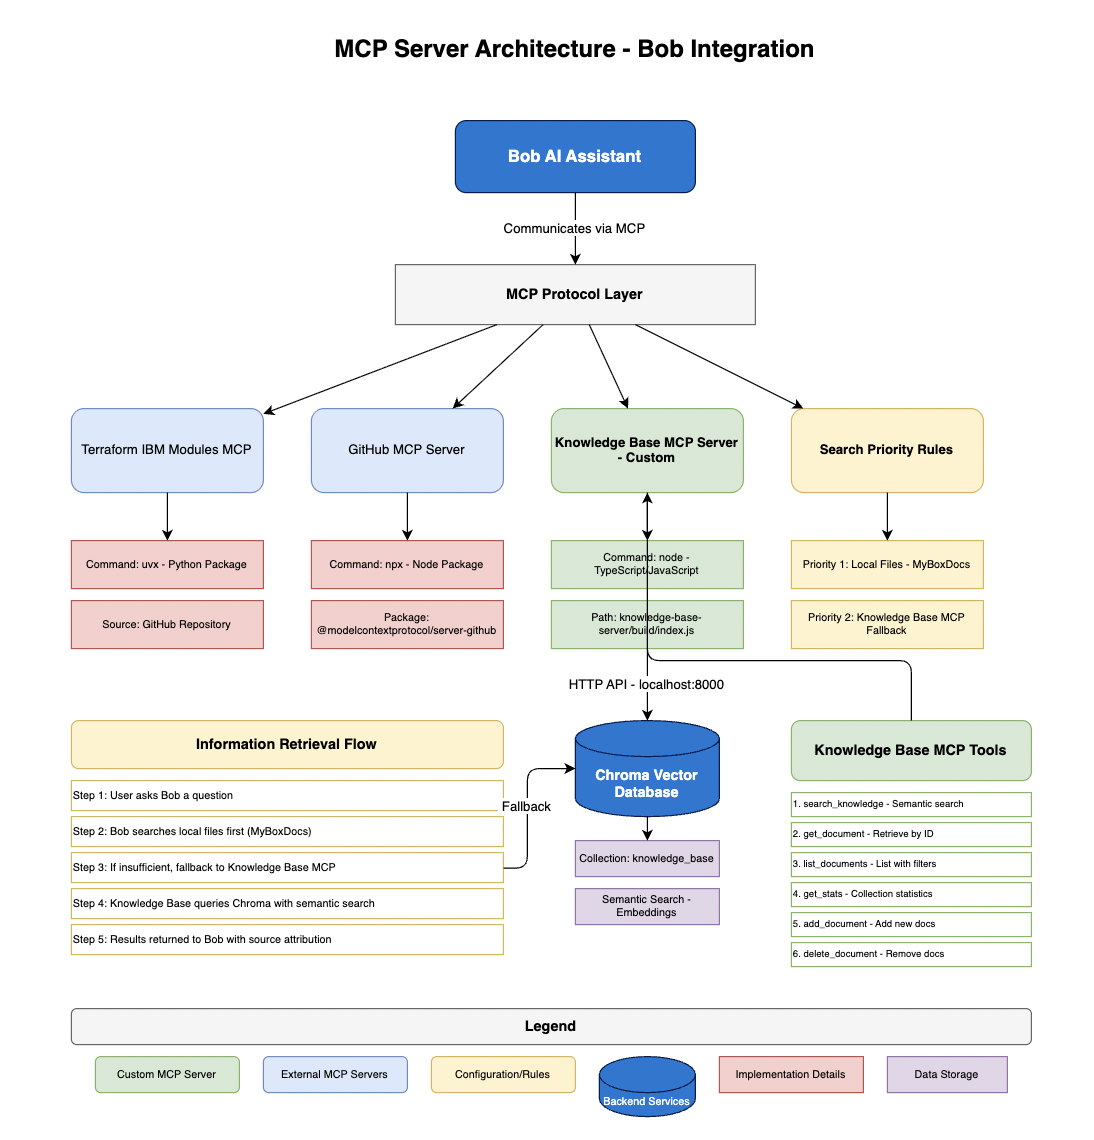 MCP Server Architecture - Bob Integration
Bob AI Assistant
Communicates via MCP
MCP Protocol Layer
Terraform IBM Modules MCP
GitHub MCP Server
Knowledge Base MCP Server
- Custom
Search Priority Rules
Command: uvx - Python Package
Command: npx - Node Package
Command: node -
TypeScript/JavaScript
Priority 1: Local Files - MyBoxDocs
Source: GitHub Repository
Package:
@modelcontextprotocol/server-github
Path: knowledge-base-
server/build/index.js
Priority 2: Knowledge Base MCP
Fallback
HTTP API - localhost:8000
Information Retrieval Flow
Step 1: User asks Bob a question
Step 2: Bob searches local files first (MyBoxDocs)
Step 3: If insufficient, fallback to Knowledge Base MCP
Step 4: Knowledge Base queries Chroma with semantic search
Step 5: Results returned to Bob with source attribution
Fallback
Chroma Vector
Database
Collection: knowledge_base
Semantic Search -
Embeddings
Knowledge Base MCP Tools
1. search_knowledge - Semantic search
2. get_document - Retrieve by ID
3. list_documents - List with filters
4. get_stats - Collection statistics
5. add_document - Add new docs
6. delete_document - Remove docs
Legend
Custom MCP Server
External MCP Servers
Configuration/Rules
Backend Services
Implementation Details
Data Storage